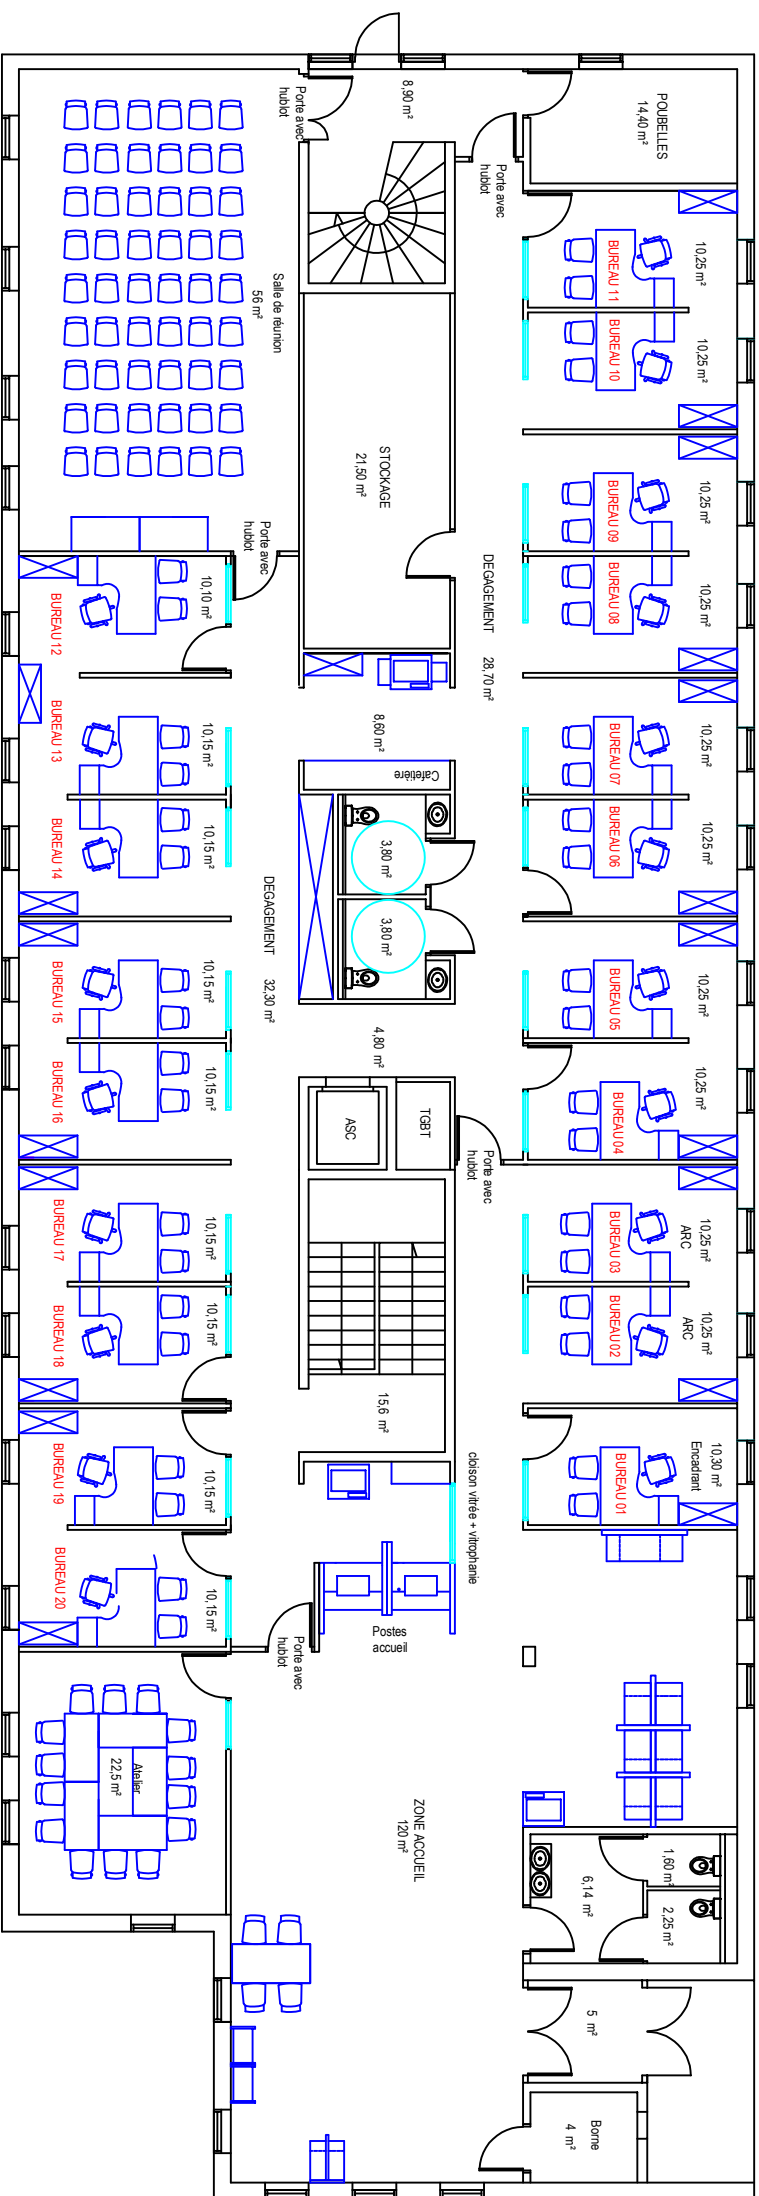 POUBELLES
14,40 m²
8,90 m²
Porte avec
hublot
Porte avec
hublot
10,25 m²
BUREAU 11
10,25 m²
BUREAU 10
Salle de réunion
56 m²
STOCKAGE
21,50 m²
10,25 m²
BUREAU 09
10,25 m²
BUREAU 08
Porte avec
hublot
DEGAGEMENT 28,70 m²
10,10 m²
BUREAU 12
8,60 m²
Cafetière
10,25 m²
BUREAU 07
10,25 m²
BUREAU 06
10,15 m²
BUREAU 13
10,15 m²
BUREAU 14
3,80 m²
3,80 m²
DEGAGEMENT 32,30 m²
10,25 m²
BUREAU 05
10,25 m²
BUREAU 04
10,15 m²
BUREAU 15
10,15 m²
BUREAU 16
4,80 m²
TGBT
ASC
Porte avec
hublot
10,25 m²
ARC
BUREAU 03
10,25 m²
ARC
BUREAU 02
10,15 m²
BUREAU 17
10,15 m²
BUREAU 18
15,6 m²
cloison vitrée + vitrophanie
10,30 m²
Encadrant
BUREAU 01
10,15 m²
BUREAU 19
10,15 m²
BUREAU 20
Postes
accueil
Porte avec
hublot
Atelier
22,5 m²
ZONE ACCUEIL
120 m²
1,60 m²
2,25 m²
6,14 m²
5 m²
Borne
4 m²